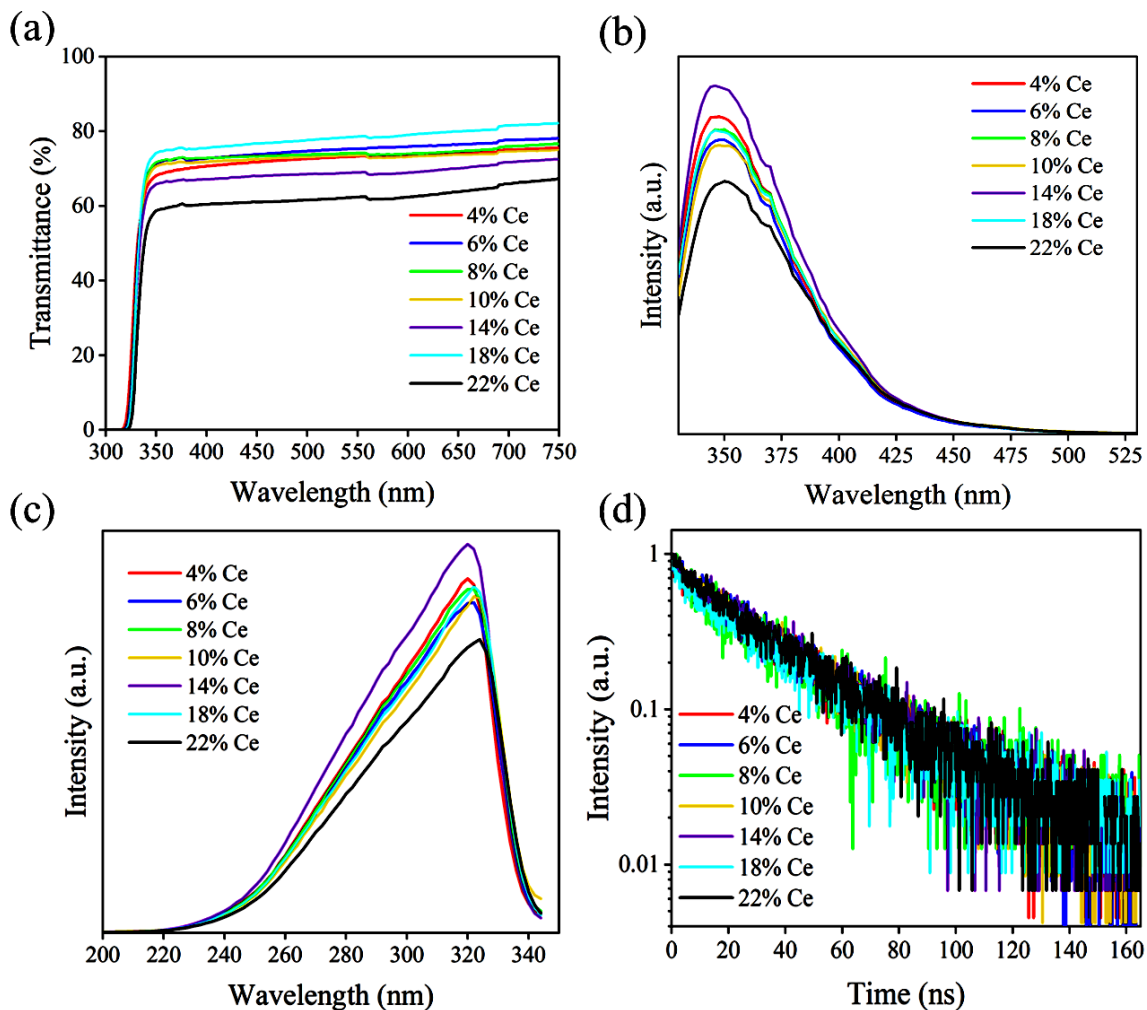 (a)
100
80
60
40
20
0
Transmittance (%)
4% Ce
6% Ce
8% Ce
10% Ce
14% Ce
18% Ce
22% Ce
300 350 400 450 500 550 600 650 700 750
Wavelength (nm)
(b)
Intensity (a.u.)
4% Ce
6% Ce
8% Ce
10% Ce
14% Ce
18% Ce
22% Ce
350 375 400 425 450 475 500 525
Wavelength (nm)
(c)
Intensity (a.u.)
4% Ce
6% Ce
8% Ce
10% Ce
14% Ce
18% Ce
22% Ce
200 220 240 260 280 300 320 340
Wavelength (nm)
(d)
1
0.1
0.01
Intensity (a.u.)
4% Ce
6% Ce
8% Ce
10% Ce
14% Ce
18% Ce
22% Ce
0 20 40 60 80 100 120 140 160
Time (ns)